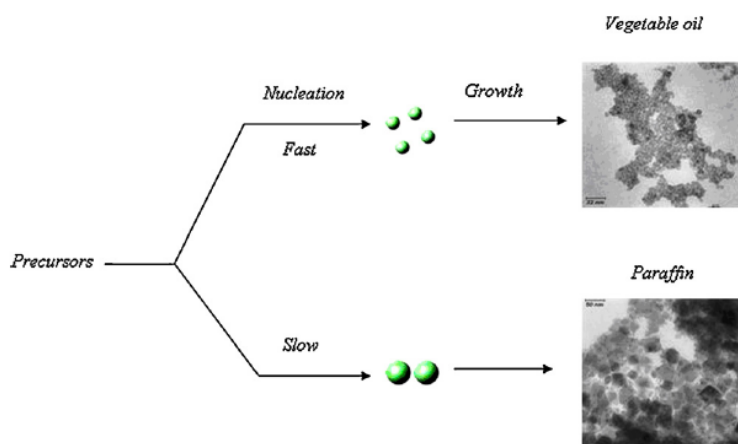 Vegetable oil
Nucleation
Growth
Fast
Precursors
Paraffin
Slow